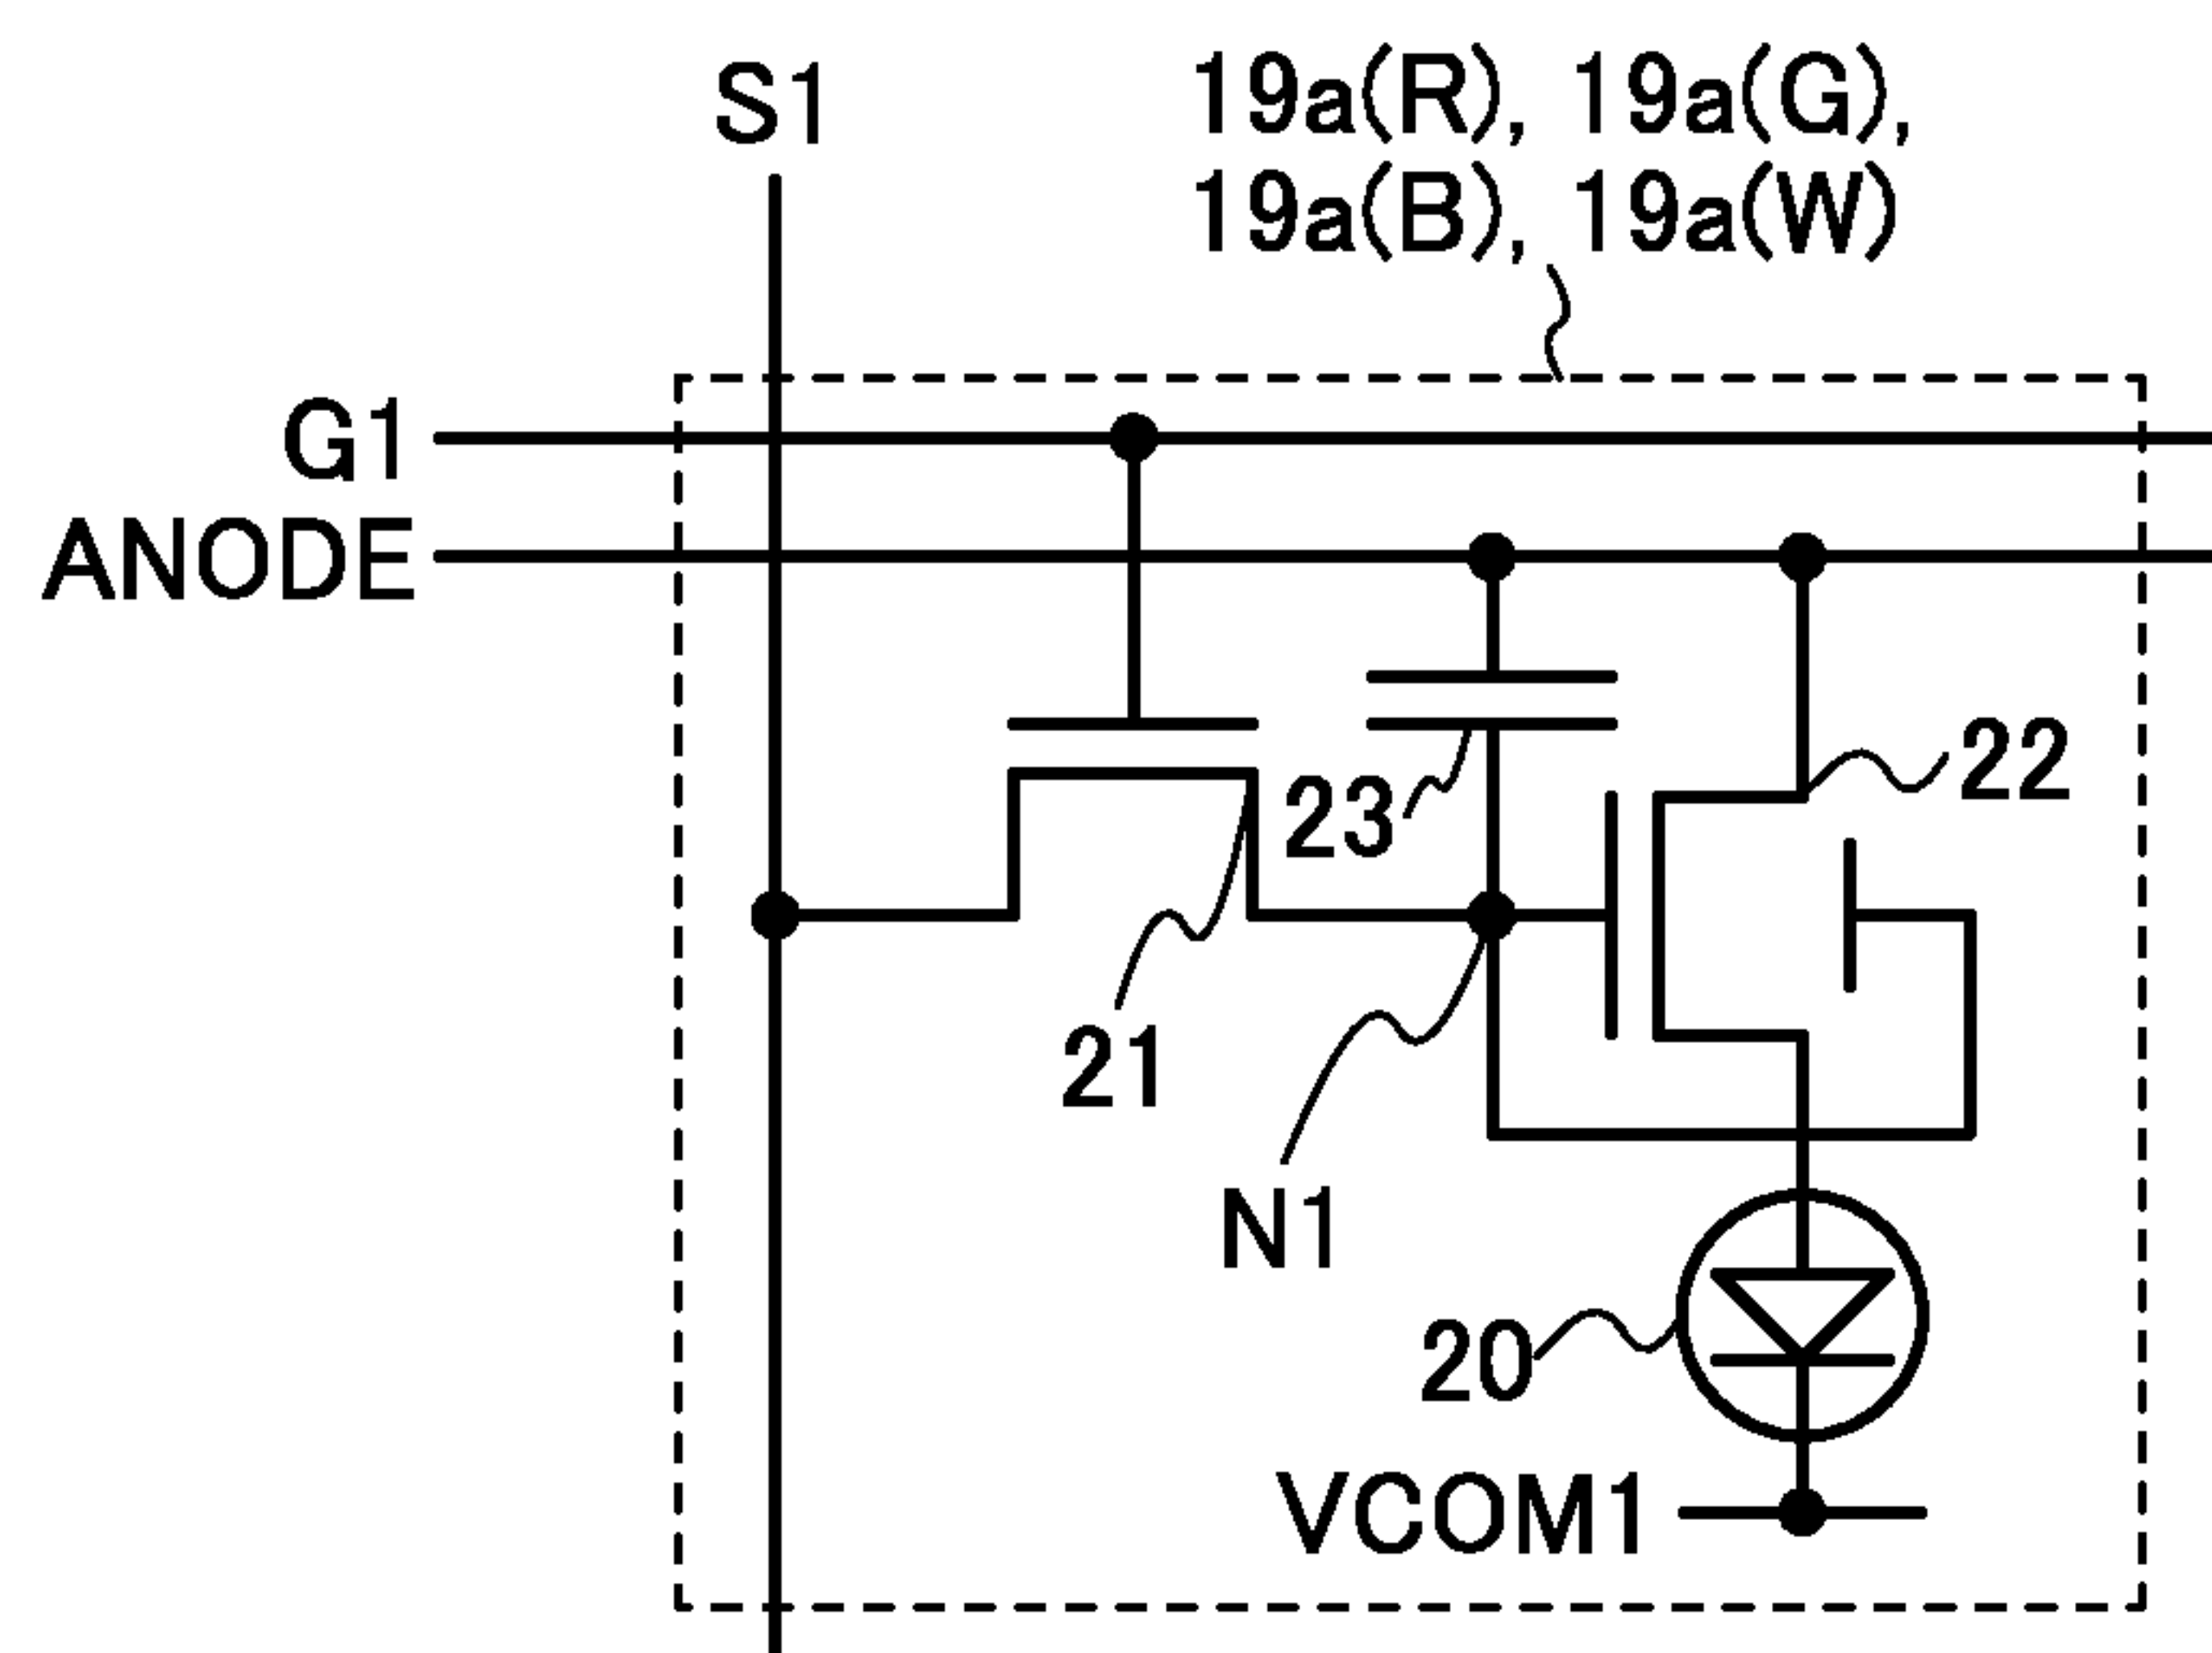 S1
19a(R), 19a(G),
19a(B), 19a(W)
G1
ANODE
22
23
21
N1
20
VCOM1